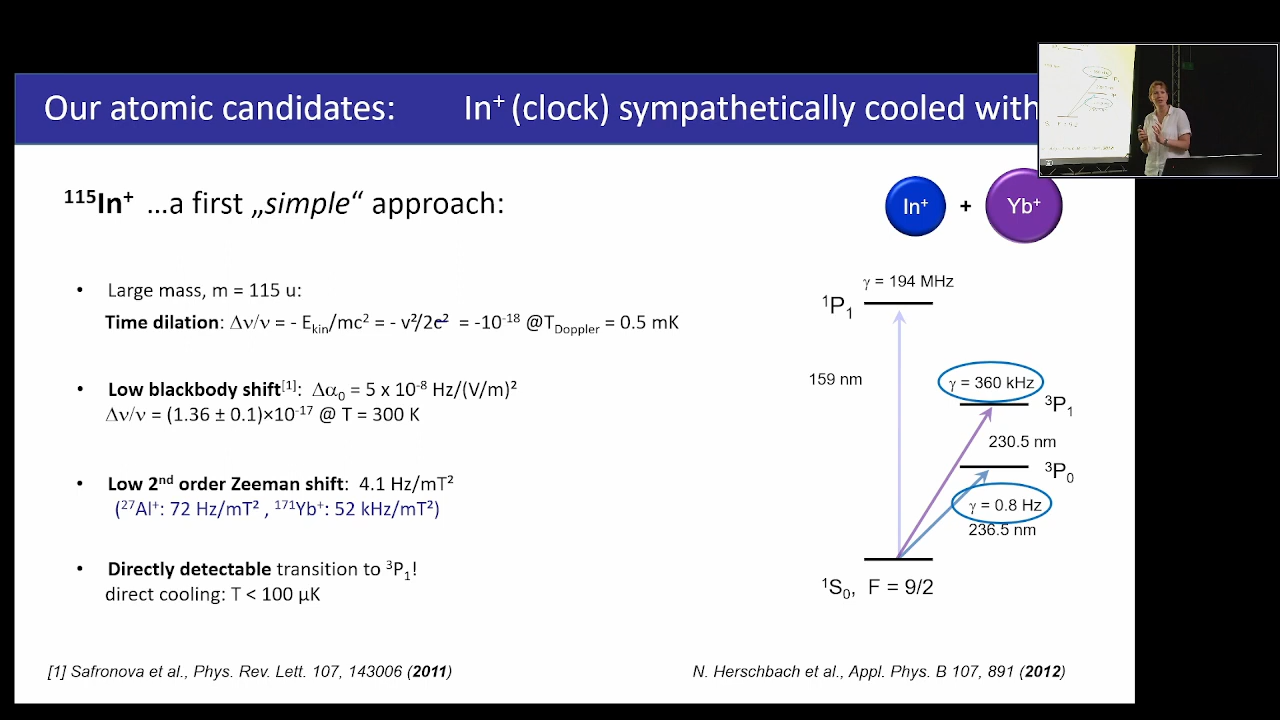 Our atomic candidates: In⁺ (clock) sympathetically cooled with
¹¹⁵In⁺ ...a first „simple“ approach:
In⁺ + Yb⁺
• Large mass, m = 115 u:
Time dilation: Δν/ν = - E_kin/mc² = - v²/2c² = -10⁻¹⁸ @T_Doppler = 0.5 mK
• Low blackbody shift[1]: Δα₀ = 5 x 10⁻⁸ Hz/(V/m)²
Δν/ν = (1.36 ± 0.1)×10⁻¹⁷ @ T = 300 K
• Low 2nd order Zeeman shift: 4.1 Hz/mT²
(²⁷Al⁺: 72 Hz/mT² , ¹⁷¹Yb⁺: 52 kHz/mT²)
• Directly detectable transition to ³P₁!
direct cooling: T < 100 µK
γ = 194 MHz
¹P₁
159 nm
γ = 360 kHz
³P₁
230.5 nm
³P₀
γ = 0.8 Hz
236.5 nm
¹S₀, F = 9/2
[1] Safronova et al., Phys. Rev. Lett. 107, 143006 (2011)
N. Herschbach et al., Appl. Phys. B 107, 891 (2012)